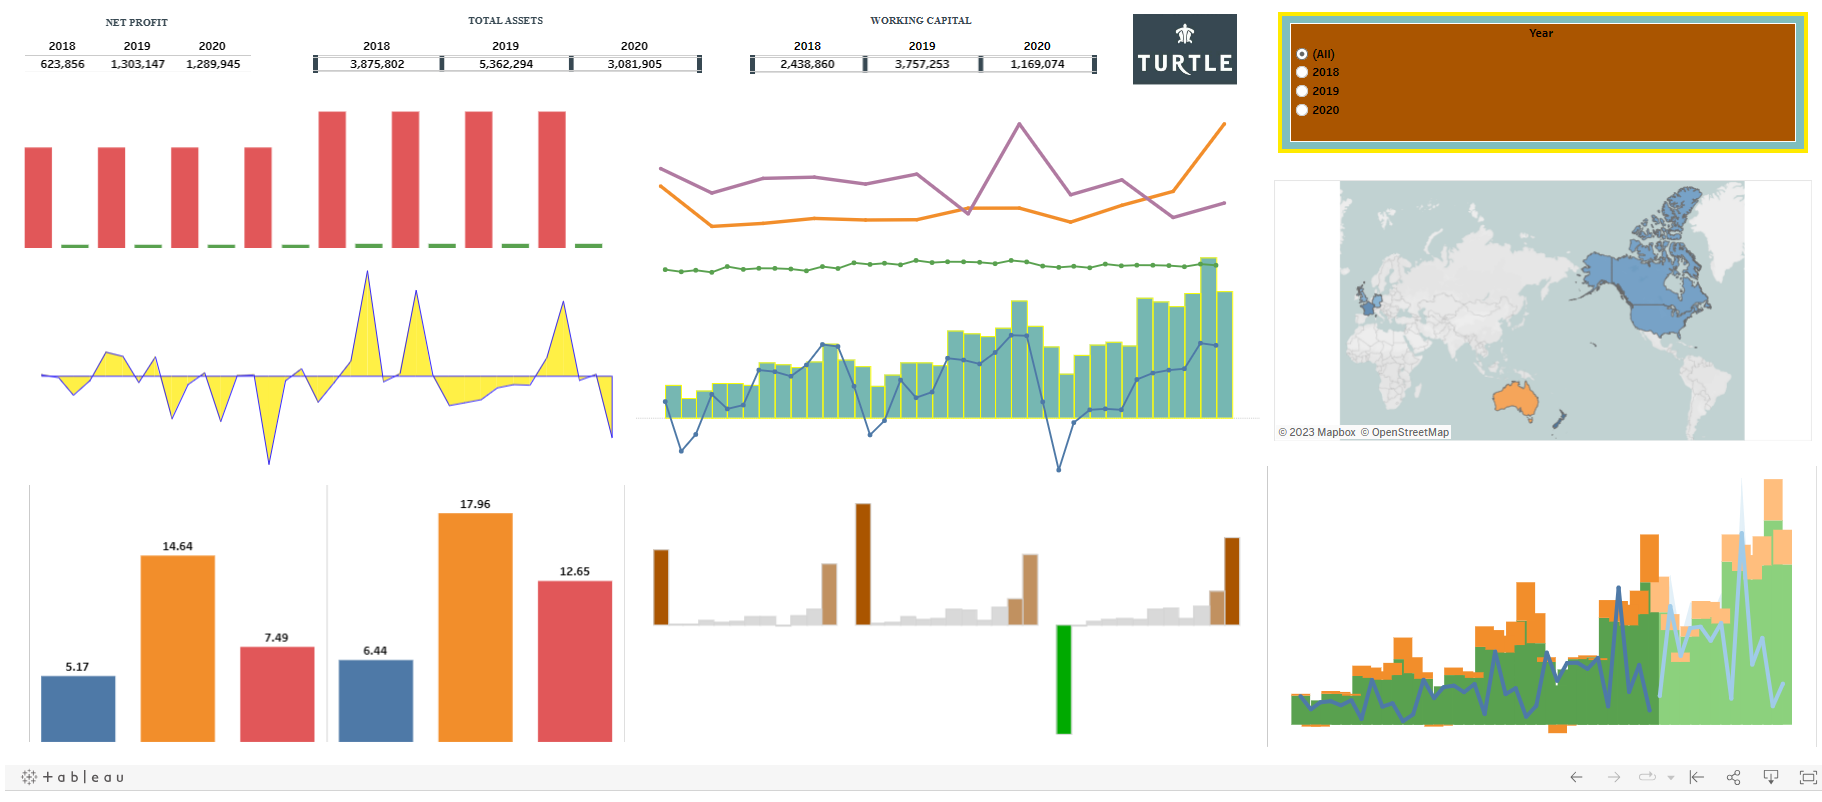 NET PROFIT
2018 2019 2020
623,856 1,303,147 1,289,945
TOTAL ASSETS
2018 2019 2020
3,875,802 5,362,294 3,081,905
WORKING CAPITAL
2018 2019 2020
2,438,860 3,757,253 1,169,074
TURTLE
Year
(All)
2018
2019
2020
© 2023 Mapbox © OpenStreetMap
5.17
14.64
7.49
6.44
17.96
12.65
+ableau